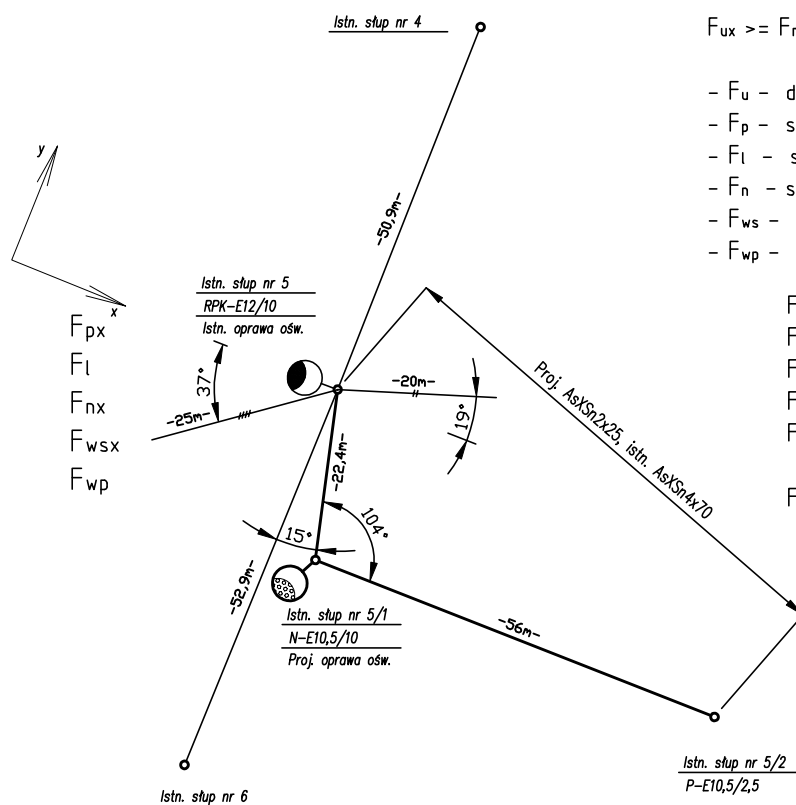 Istn. słup nr 4
Fux >= Fn
- Fu - d
- Fp - s
- Fl - s
- Fn - s
- Fws -
- Fwp -
y
x
-50,9m-
Istn. słup nr 5
RPK-E12/10
Istn. oprawa ośw.
Fpx
Fl
Fnx
Fwsx
Fwp
37°
-25m-
-20m-
19°
Proj. AsXSn2x25, istn. AsXSn4x70
F
F
F
F
F
F
-22,4m-
104°
15°
-52,9m-
Istn. słup nr 5/1
N-E10,5/10
Proj. oprawa ośw.
-56m-
Istn. słup nr 6
Istn. słup nr 5/2
P-E10,5/2,5